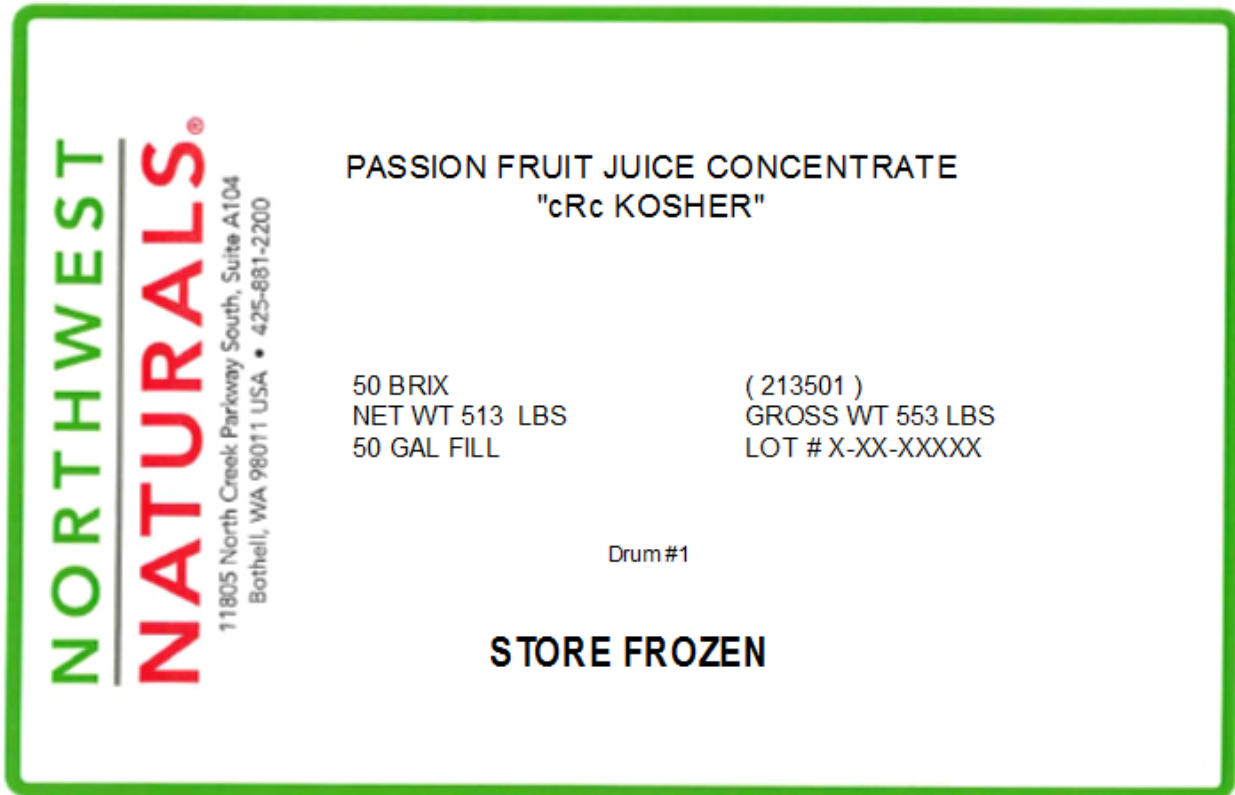 NORTHWEST
NATURALS®
11805 North Creek Parkway South, Suite A104
Bothell, WA 98011 USA • 425-881-2200
PASSION FRUIT JUICE CONCENTRATE
"cRc KOSHER"
50 BRIX ( 213501 )
NET WT 513 LBS GROSS WT 553 LBS
50 GAL FILL LOT # X-XX-XXXXX
Drum #1
STORE FROZEN